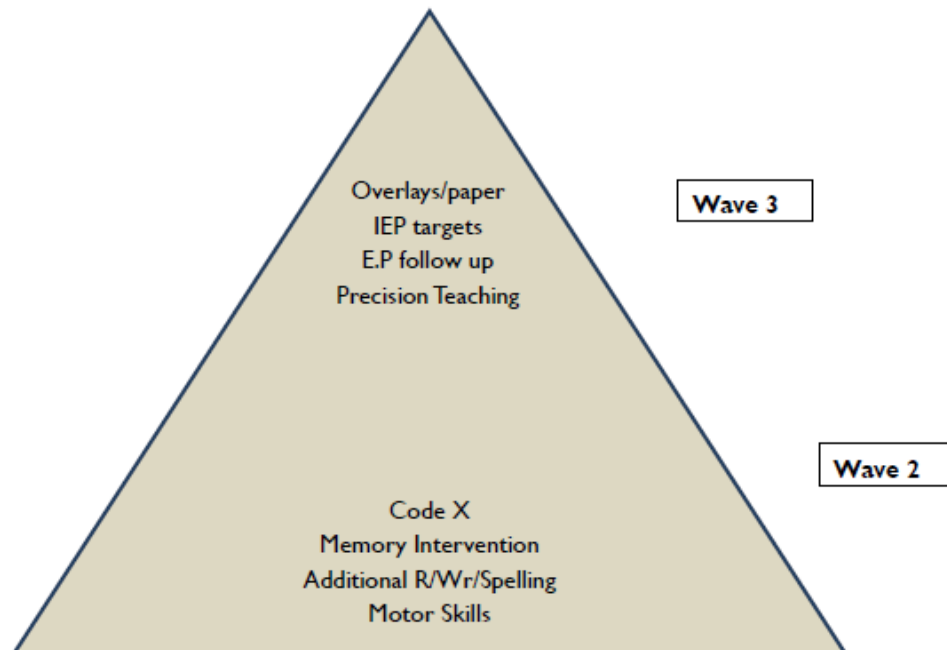 Overlays/paper
IEP targets
E.P follow up
Precision Teaching
Wave 3
Wave 2
Code X
Memory Intervention
Additional R/Wr/Spelling
Motor Skills